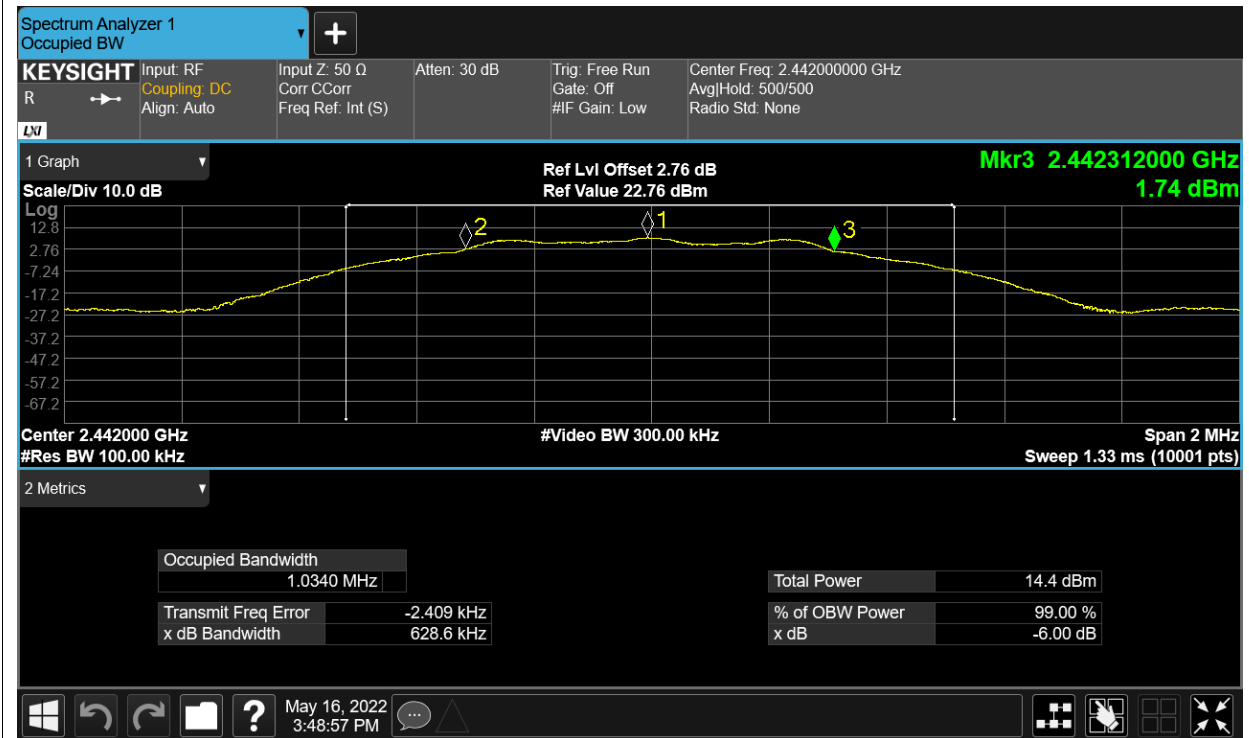 Spectrum Analyzer 1
Occupied BW
KEYSIGHT
R
LXI
Input: RF
Coupling: DC
Align: Auto
Input Z: 50 Ω
Corr CCorr
Freq Ref: Int (S)
Atten: 30 dB
Trig: Free Run
Gate: Off
#IF Gain: Low
Center Freq: 2.442000000 GHz
Avg|Hold: 500/500
Radio Std: None
1 Graph
Scale/Div 10.0 dB
Ref Lvl Offset 2.76 dB
Ref Value 22.76 dBm
Mkr3 2.442312000 GHz
1.74 dBm
Log
12.8
2.76
-7.24
-17.2
-27.2
-37.2
-47.2
-57.2
-67.2
2
1
3
Center 2.442000 GHz
#Res BW 100.00 kHz
#Video BW 300.00 kHz
Span 2 MHz
Sweep 1.33 ms (10001 pts)
2 Metrics
Occupied Bandwidth
1.0340 MHz
Transmit Freq Error -2.409 kHz
x dB Bandwidth 628.6 kHz
Total Power 14.4 dBm
% of OBW Power 99.00 %
x dB -6.00 dB
?
May 16, 2022
3:48:57 PM